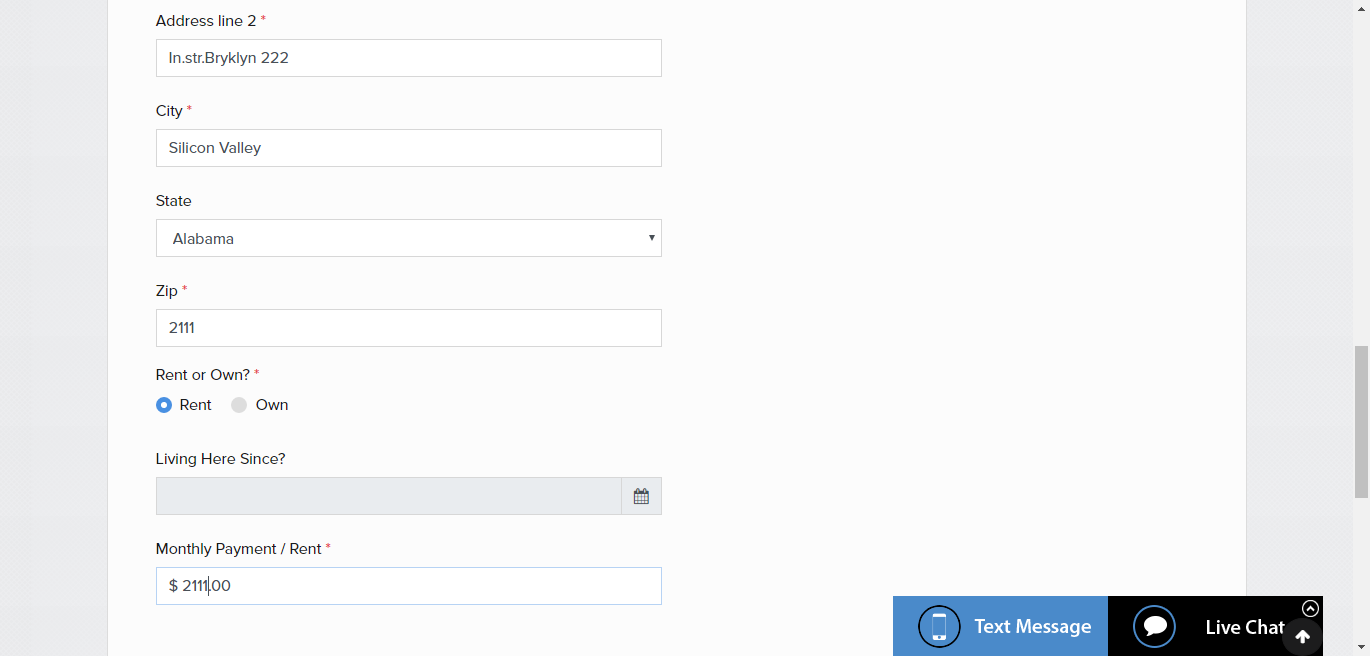 Address line 2 *
In.str.Bryklyn 222
City *
Silicon Valley
State
Alabama
Zip *
2111
Rent or Own? *
Rent Own
Living Here Since?
Monthly Payment / Rent *
$ 2111.00
Text Message Live Chat